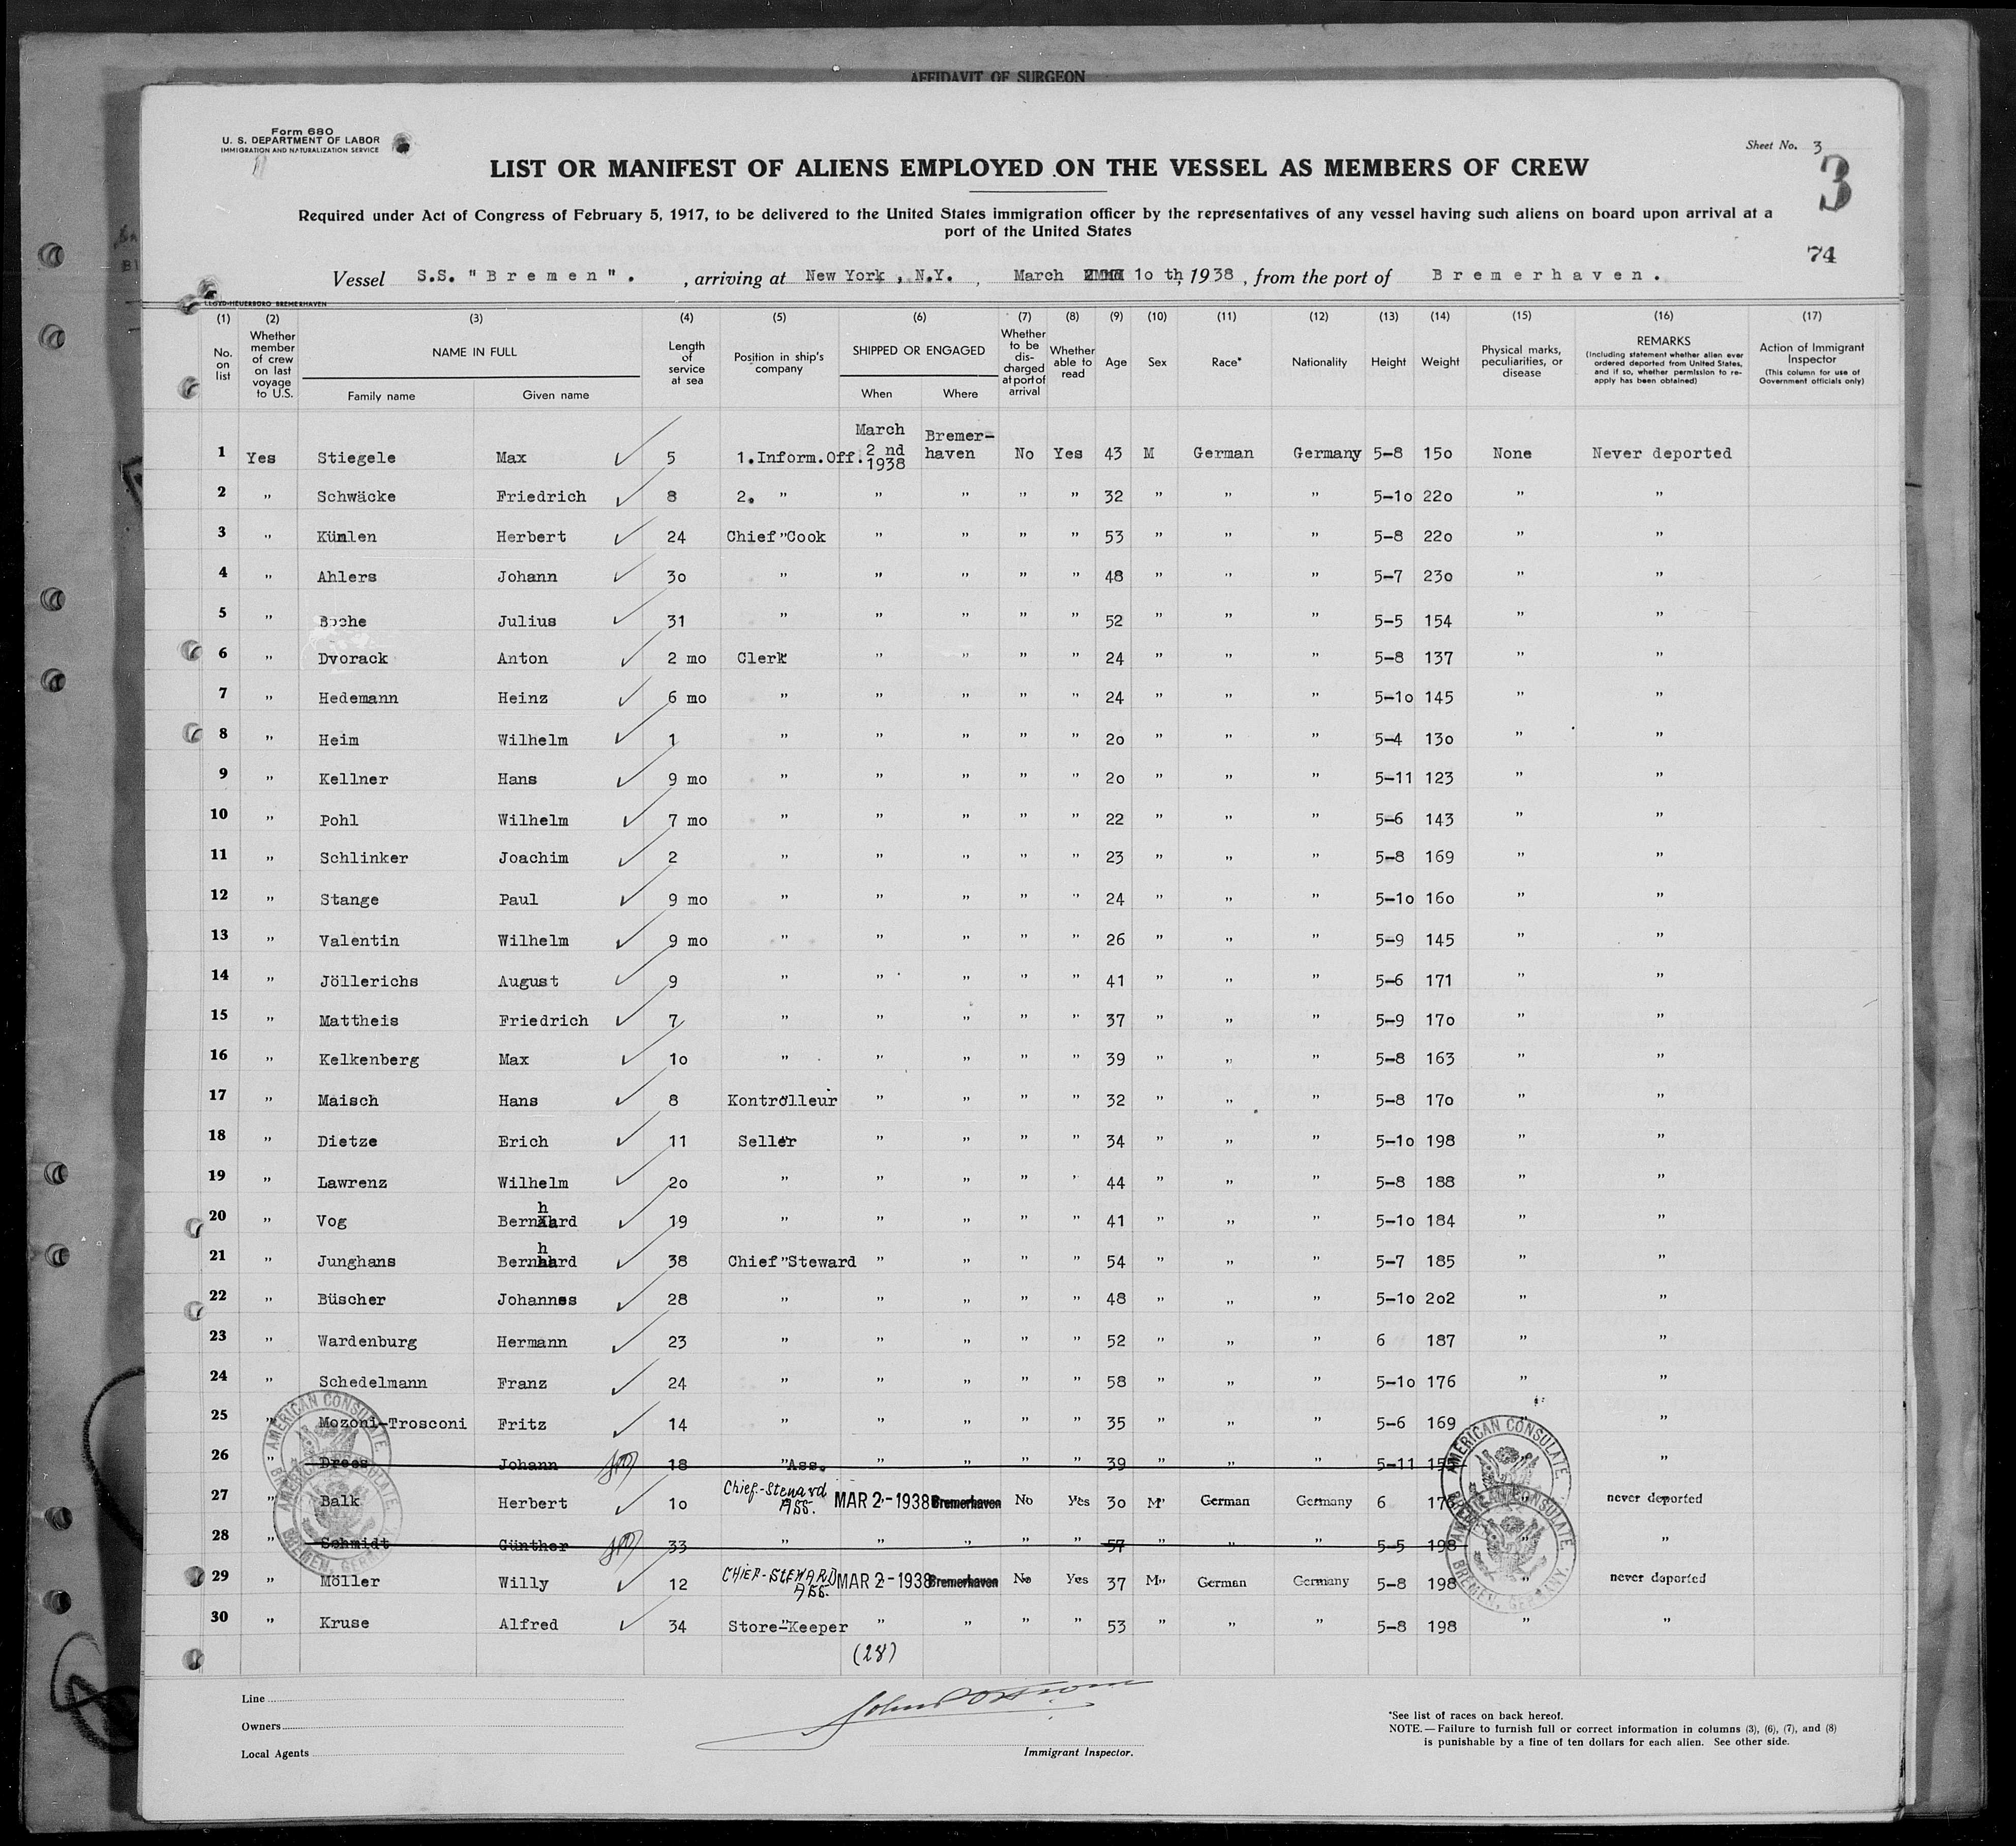 AFFIDAVIT OF SURGEON
Form 680
U. S. DEPARTMENT OF LABOR
IMMIGRATION AND NATURALIZATION SERVICE
Sheet No. 3
3
LIST OR MANIFEST OF ALIENS EMPLOYED ON THE VESSEL AS MEMBERS OF CREW
Required under Act of Congress of February 5, 1917, to be delivered to the United States immigration officer by the representatives of any vessel having such aliens on board upon arrival at a
port of the United States
74
Vessel S.S. "Bremen". , arriving at New York, N.Y. , March 10 th, 1938, from the port of Bremerhaven.
LLOYD-HEUERBÜRO BREMERHAVEN
(1) (2) (3) (4) (5) (6) (7) (8) (9) (10) (11) (12) (13) (14) (15) (16) (17)
No. on list
Whether member of crew on last voyage to U.S.
NAME IN FULL
Family name Given name
Length of service at sea
Position in ship's company
SHIPPED OR ENGAGED
When Where
Whether to be discharged at port of arrival
Whether able to read
Age
Sex
Race*
Nationality
Height
Weight
Physical marks, peculiarities, or disease
REMARKS
(Including statement whether alien ever ordered deported from United States, and if so, whether permission to re-apply has been obtained)
Action of Immigrant Inspector
(This column for use of Government officials only)
1 Yes Stiegele Max 5 1.Inform.Off. March 2 nd 1938 Bremer-haven No Yes 43 M German Germany 5-8 150 None Never deported
2 " Schwäcke Friedrich 8 2. " " " " " 32 " " " 5-10 220 " "
3 " Künlen Herbert 24 Chief "Cook " " " " 53 " " " 5-8 220 " "
4 " Ahlers Johann 30 " " " " " 48 " " " 5-7 230 " "
5 " Boche Julius 31 " " " " " 52 " " " 5-5 154 " "
6 " Dvorack Anton 2 mo Clerk " " " " 24 " " " 5-8 137 " "
7 " Hedemann Heinz 6 mo " " " " " 24 " " " 5-10 145 " "
8 " Heim Wilhelm 1 " " " " " 20 " " " 5-4 130 " "
9 " Kellner Hans 9 mo " " " " " 20 " " " 5-11 123 " "
10 " Pohl Wilhelm 7 mo " " " " " 22 " " " 5-6 143 " "
11 " Schlinker Joachim 2 " " " " " 23 " " " 5-8 169 " "
12 " Stange Paul 9 mo " " " " " 24 " " " 5-10 160 " "
13 " Valentin Wilhelm 9 mo " " " " " 26 " " " 5-9 145 " "
14 " Jöllerichs August 9 " " " " " 41 " " " 5-6 171 " "
15 " Mattheis Friedrich 7 " " " " " 37 " " " 5-9 170 " "
16 " Kelkenberg Max 10 " " " " " 39 " " " 5-8 163 " "
17 " Maisch Hans 8 Kontrolleur " " " " 32 " " " 5-8 170 " "
18 " Dietze Erich 11 Seller " " " " 34 " " " 5-10 198 " "
19 " Lawrenz Wilhelm 20 " " " " " 44 " " " 5-8 188 " "
20 " Vog Bernhard 19 " " " " " 41 " " " 5-10 184 " "
21 " Junghans Bernhard 38 Chief "Steward " " " " 54 " " " 5-7 185 " "
22 " Büscher Johannes 28 " " " " " 48 " " " 5-10 202 " "
23 " Wardenburg Hermann 23 " " " " " 52 " " " 6 187 " "
24 " Schedelmann Franz 24 " " " " " 58 " " " 5-10 176 " "
25 " Mozoni-Trosconi Fritz 14 " " " " " 35 " " " 5-6 169 " "
26 " Drees Johann 18 "Ass. " " " " 39 " " " 5-11 " "
27 " Balk Herbert 10 Chief-Steward Ass. MAR 2-1938 Bremerhaven No Yes 30 M" German Germany 6 " never deported
28 " Schmidt Günther 33 " " " " " 57 " " " 5-5 198 " "
29 " Möller Willy 12 CHIEF-STEWARD ASS. MAR 2-1938 Bremerhaven No Yes 37 M" German Germany 5-8 198 " never deported
30 " Kruse Alfred 34 Store-Keeper " " " " 53 " " " 5-8 198 " "
(28)
AMERICAN CONSULATE.
AMERICAN CONSULATE.
BREMEN, GERMANY.
AMERICAN CONSULATE.
AMERICAN CONSULATE.
BREMEN, GERMANY.
Line
Owners
Local Agents
Immigrant Inspector.
*See list of races on back hereof.
NOTE.—Failure to furnish full or correct information in columns (3), (6), (7), and (8)
is punishable by a fine of ten dollars for each alien. See other side.